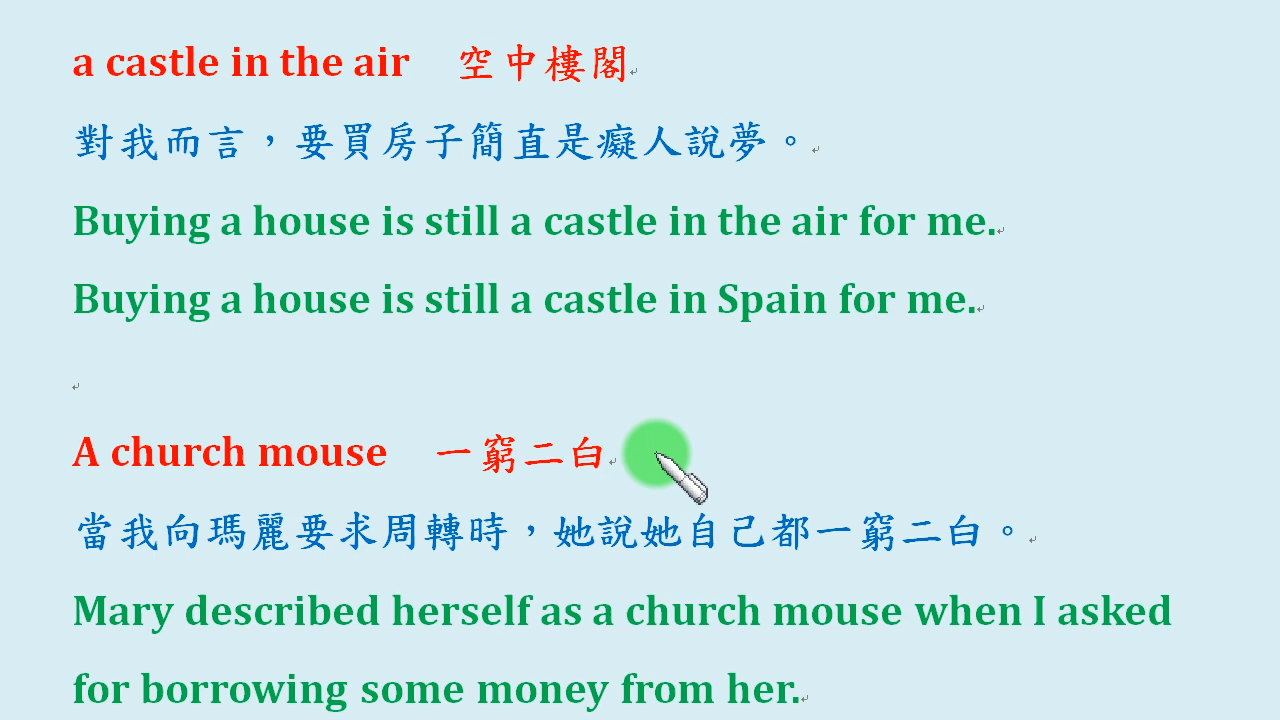 a castle in the air 空中樓閣
對我而言，要買房子簡直是癡人說夢。
Buying a house is still a castle in the air for me.
Buying a house is still a castle in Spain for me.
A church mouse 一窮二白
當我向瑪麗要求周轉時，她說她自己都一窮二白。
Mary described herself as a church mouse when I asked
for borrowing some money from her.